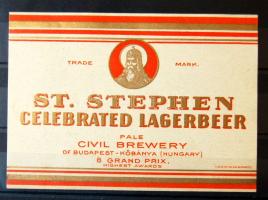 TRADE MARK.
ST. STEPHEN
CELEBRATED LAGERBEER
PALE
CIVIL BREWERY
OF BUDAPEST-KŐBÁNYA (HUNGARY)
8 GRAND PRIX.
HIGHEST AWARDS